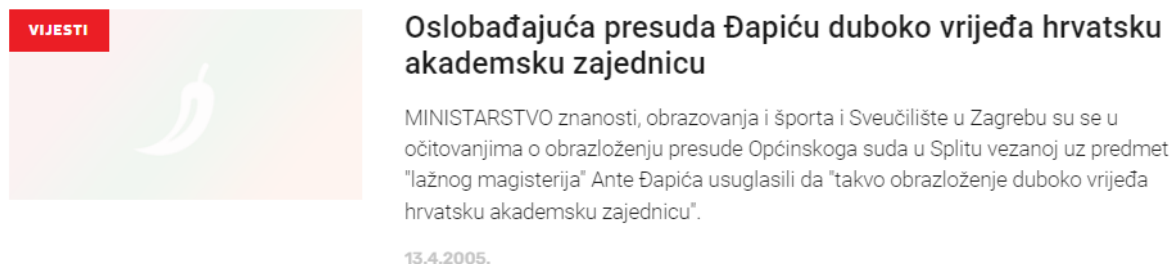 VIJESTI
Oslobađajuća presuda Đapiću duboko vrijeđa hrvatsku
akademsku zajednicu
MINISTARSTVO znanosti, obrazovanja i športa i Sveučilište u Zagrebu su se u
očitovanjima o obrazloženju presude Općinskoga suda u Splitu vezanoj uz predmet
"lažnog magisterija" Ante Đapića usuglasili da "takvo obrazloženje duboko vrijeđa
hrvatsku akademsku zajednicu".
13.4.2005.